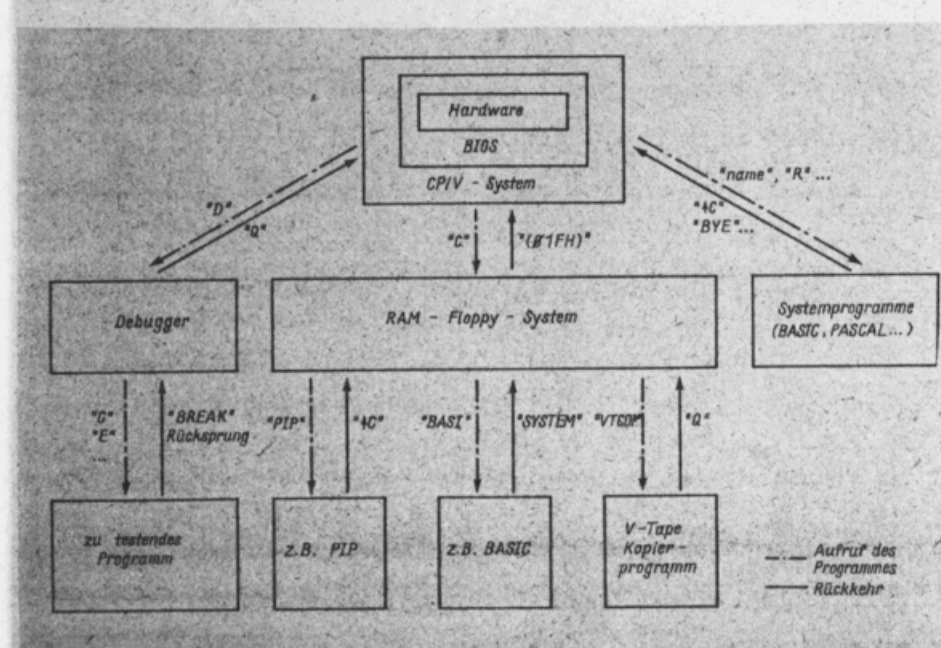 Hardware
BIOS
CP/V - System
"D"
"Q"
"C"
"(Ø1FH)"
"name", "R" ...
"↑C"
"BYE"...
Debugger
RAM - Floppy - System
Systemprogramme
(BASIC, PASCAL ...)
"G"
"E"
...
"BREAK"
Rücksprung
"PIP"
"↑C"
"BASI"
"SYSTEM"
"VTCOP"
"Q"
zu testendes
Programm
z.B. PIP
z.B. BASIC
V-Tape
Kopier-
programm
Aufruf des
Programmes
Rückkehr